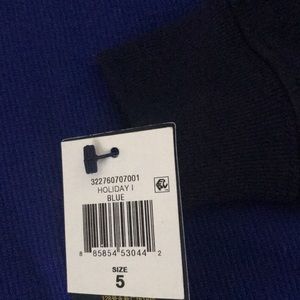 322760707001
HOLIDAY I
BLUE
8 85854 53044 2
SIZE
5